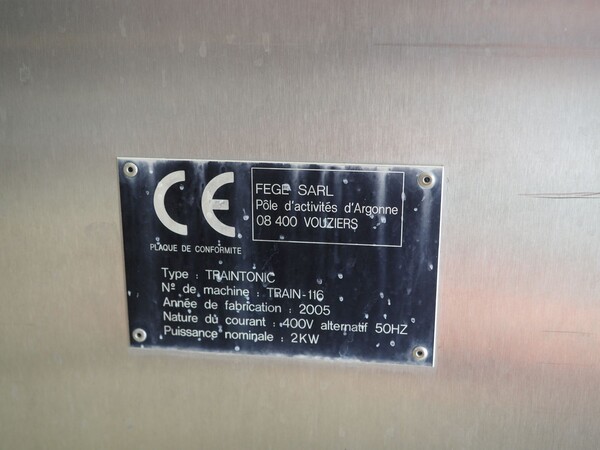 CE
PLAQUE DE CONFORMITE
FEGE SARL
Pôle d'activités d'Argonne
08 400 VOUZIERS
Type : TRAINTONIC
Nº de machine : TRAIN-116
Année de fabrication : 2005
Nature du courant : 400V alternatif 50HZ
Puissance nominale : 2KW